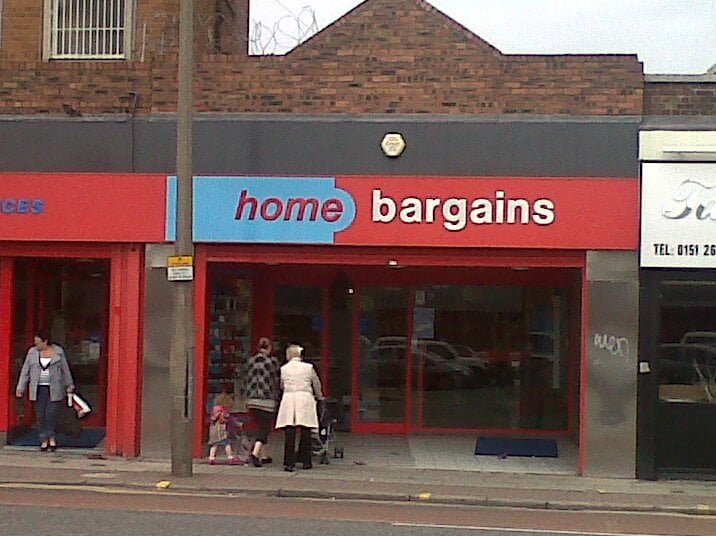 CES
home bargains
TEL: 0151 26